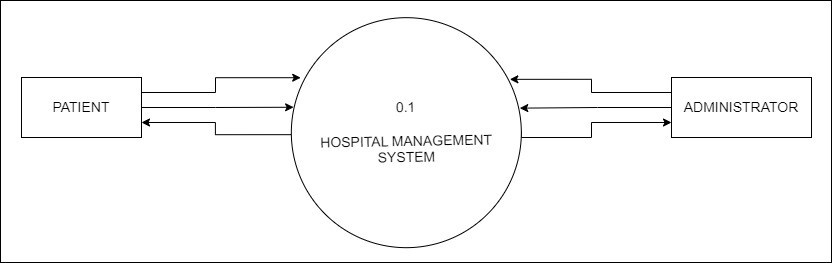 0.1
PATIENT
ADMINISTRATOR
HOSPITAL MANAGEMENT
SYSTEM